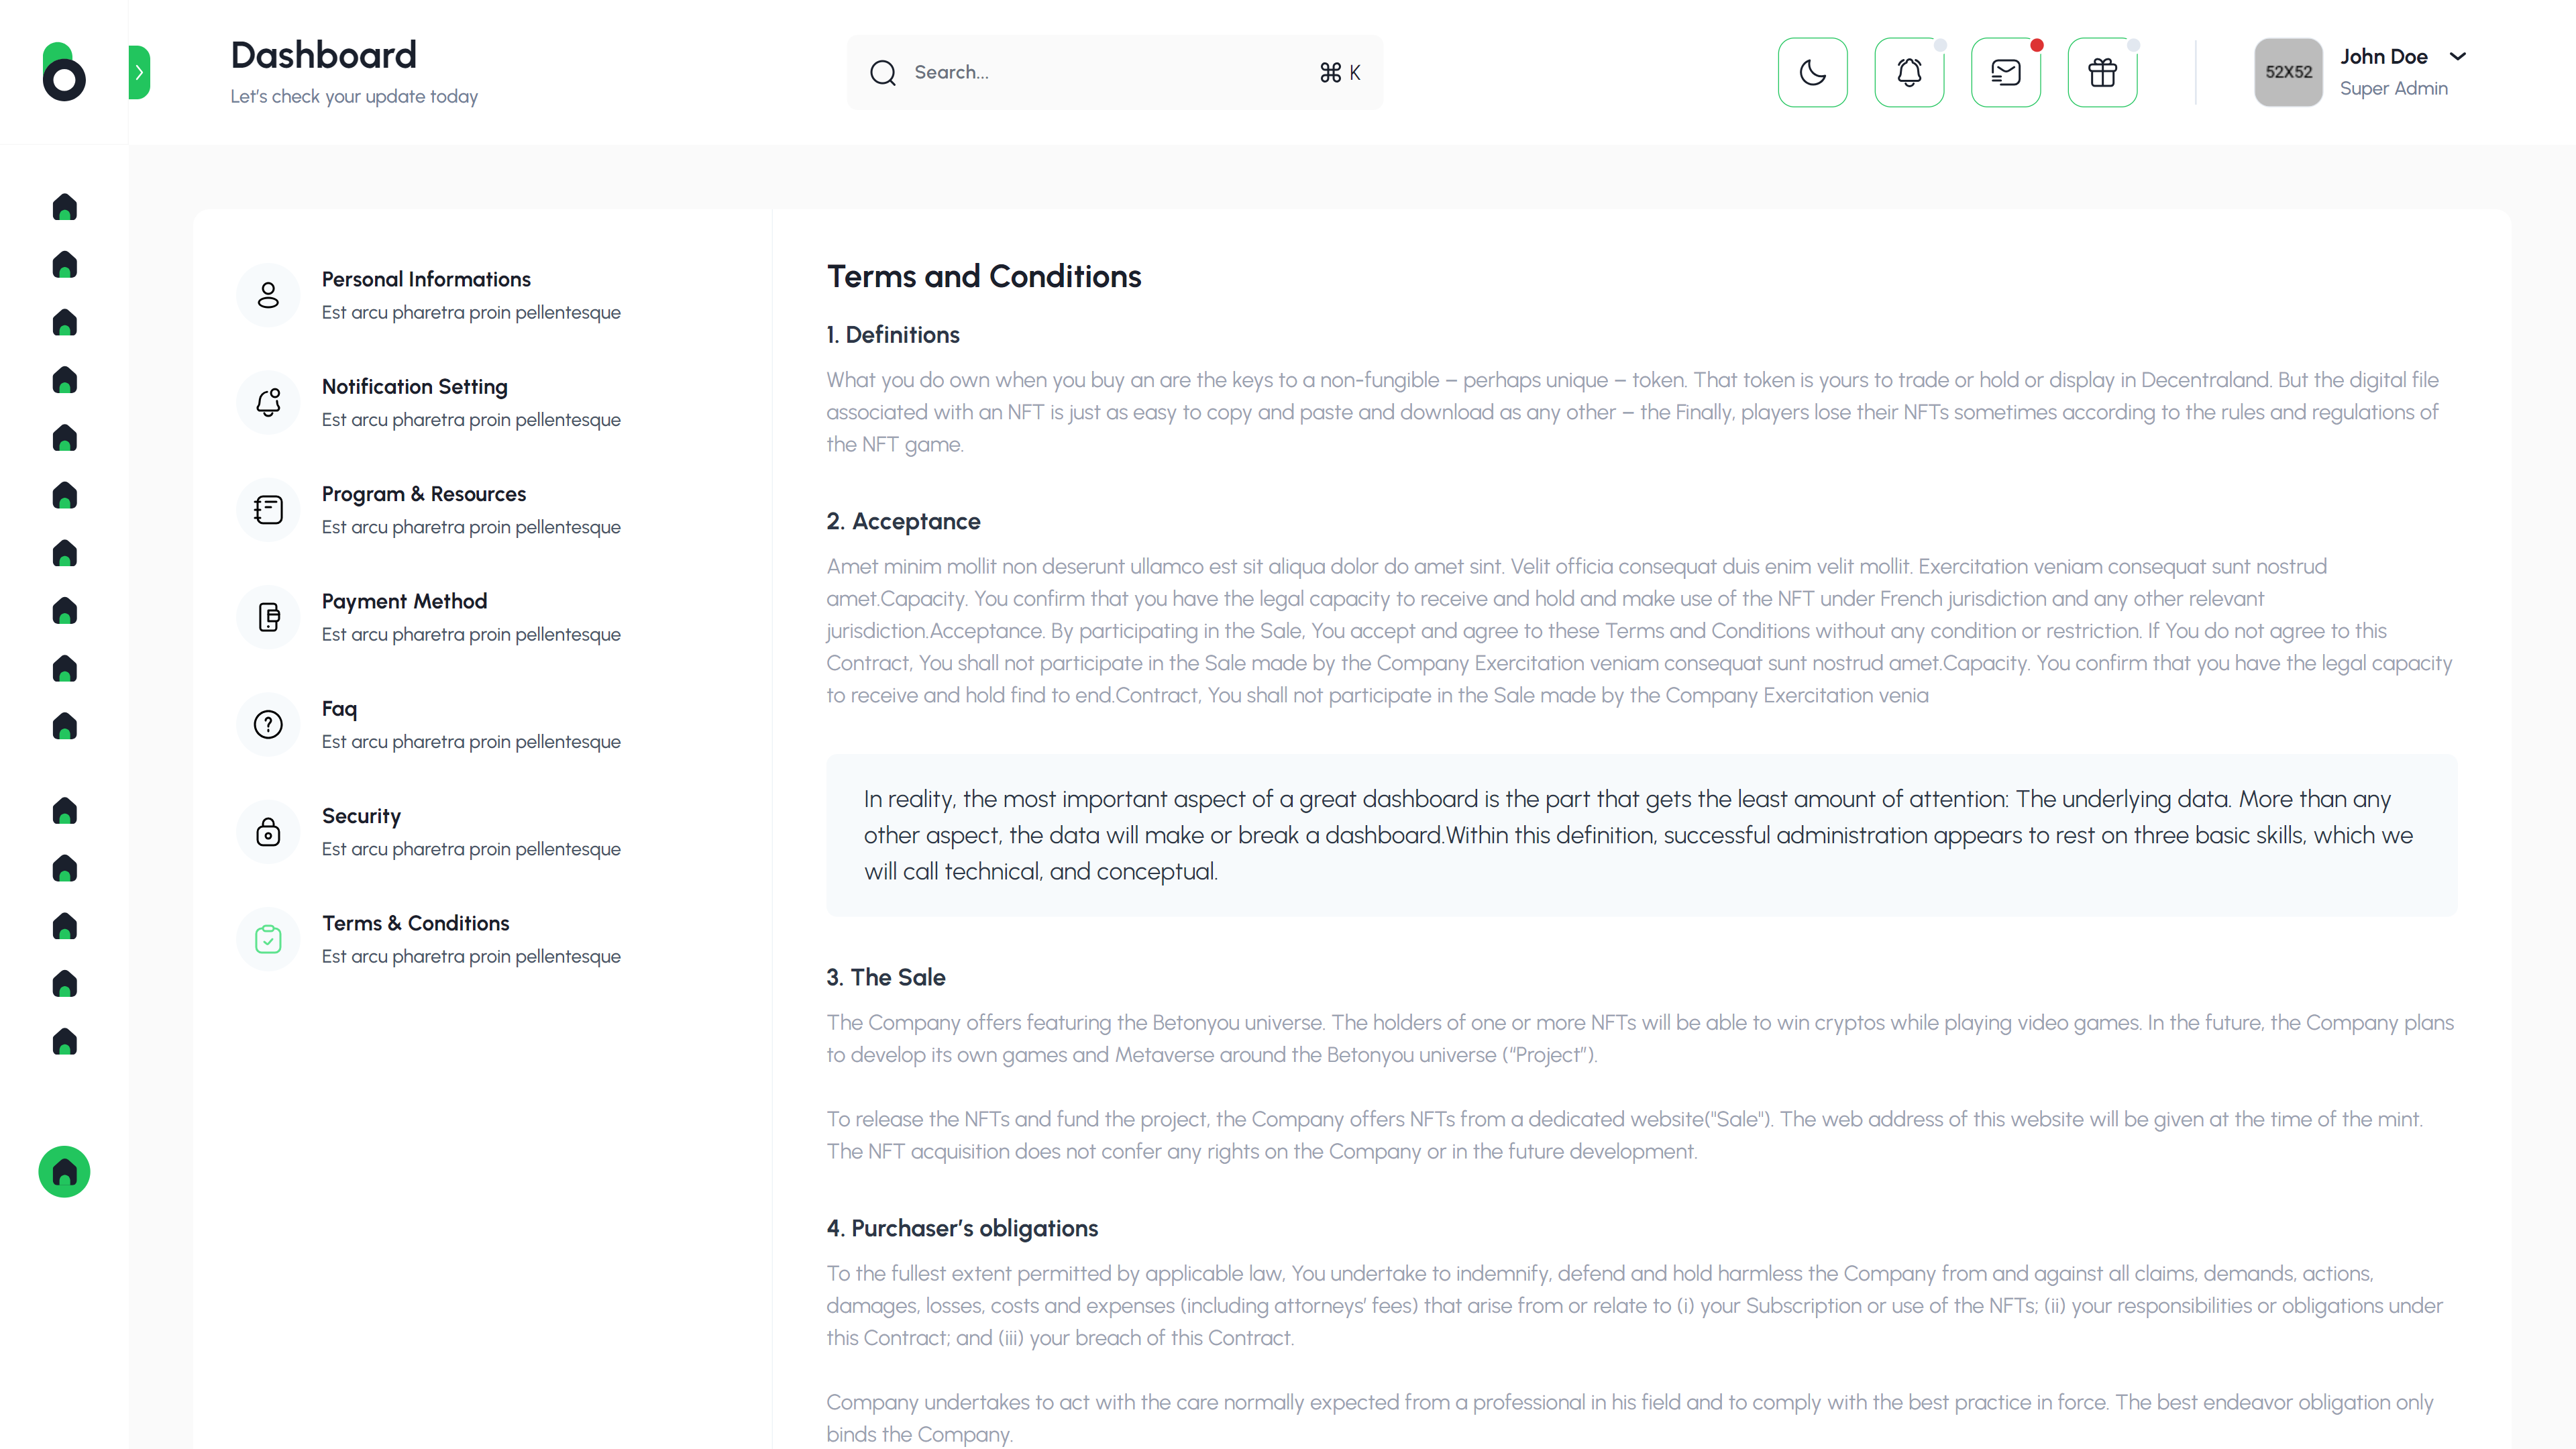 Dashboard
Let's check your update today
Search...
⌘ K
52X52
John Doe
Super Admin
Personal Informations
Est arcu pharetra proin pellentesque
Notification Setting
Est arcu pharetra proin pellentesque
Program & Resources
Est arcu pharetra proin pellentesque
Payment Method
Est arcu pharetra proin pellentesque
Faq
Est arcu pharetra proin pellentesque
Security
Est arcu pharetra proin pellentesque
Terms & Conditions
Est arcu pharetra proin pellentesque
Terms and Conditions
1. Definitions
What you do own when you buy an are the keys to a non-fungible – perhaps unique – token. That token is yours to trade or hold or display in Decentraland. But the digital file
associated with an NFT is just as easy to copy and paste and download as any other – the Finally, players lose their NFTs sometimes according to the rules and regulations of
the NFT game.
2. Acceptance
Amet minim mollit non deserunt ullamco est sit aliqua dolor do amet sint. Velit officia consequat duis enim velit mollit. Exercitation veniam consequat sunt nostrud
amet.Capacity. You confirm that you have the legal capacity to receive and hold and make use of the NFT under French jurisdiction and any other relevant
jurisdiction.Acceptance. By participating in the Sale, You accept and agree to these Terms and Conditions without any condition or restriction. If You do not agree to this
Contract, You shall not participate in the Sale made by the Company Exercitation veniam consequat sunt nostrud amet.Capacity. You confirm that you have the legal capacity
to receive and hold find to end.Contract, You shall not participate in the Sale made by the Company Exercitation venia
In reality, the most important aspect of a great dashboard is the part that gets the least amount of attention: The underlying data. More than any
other aspect, the data will make or break a dashboard.Within this definition, successful administration appears to rest on three basic skills, which we
will call technical, and conceptual.
3. The Sale
The Company offers featuring the Betonyou universe. The holders of one or more NFTs will be able to win cryptos while playing video games. In the future, the Company plans
to develop its own games and Metaverse around the Betonyou universe (“Project”).
To release the NFTs and fund the project, the Company offers NFTs from a dedicated website("Sale"). The web address of this website will be given at the time of the mint.
The NFT acquisition does not confer any rights on the Company or in the future development.
4. Purchaser’s obligations
To the fullest extent permitted by applicable law, You undertake to indemnify, defend and hold harmless the Company from and against all claims, demands, actions,
damages, losses, costs and expenses (including attorneys’ fees) that arise from or relate to (i) your Subscription or use of the NFTs; (ii) your responsibilities or obligations under
this Contract; and (iii) your breach of this Contract.
Company undertakes to act with the care normally expected from a professional in his field and to comply with the best practice in force. The best endeavor obligation only
binds the Company.